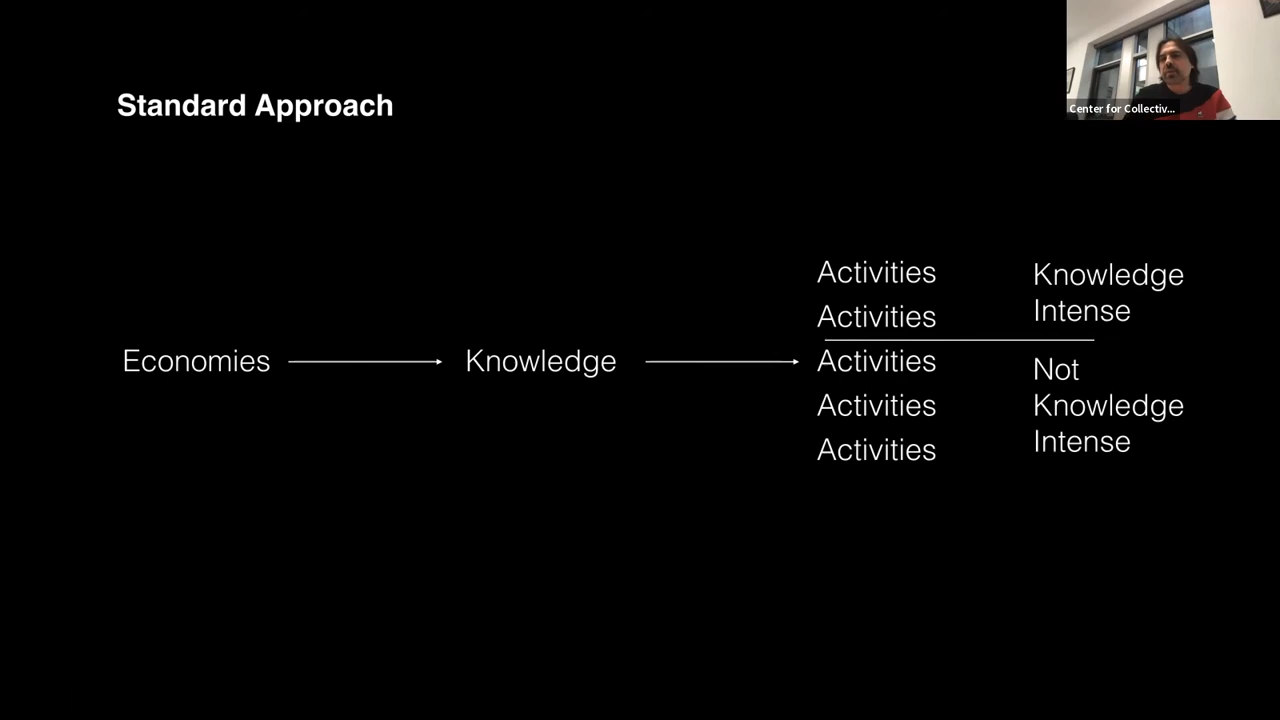 Standard Approach
Center for Collectiv...
Economies
Knowledge
Activities
Activities
Activities
Activities
Activities
Knowledge
Intense
Not
Knowledge
Intense